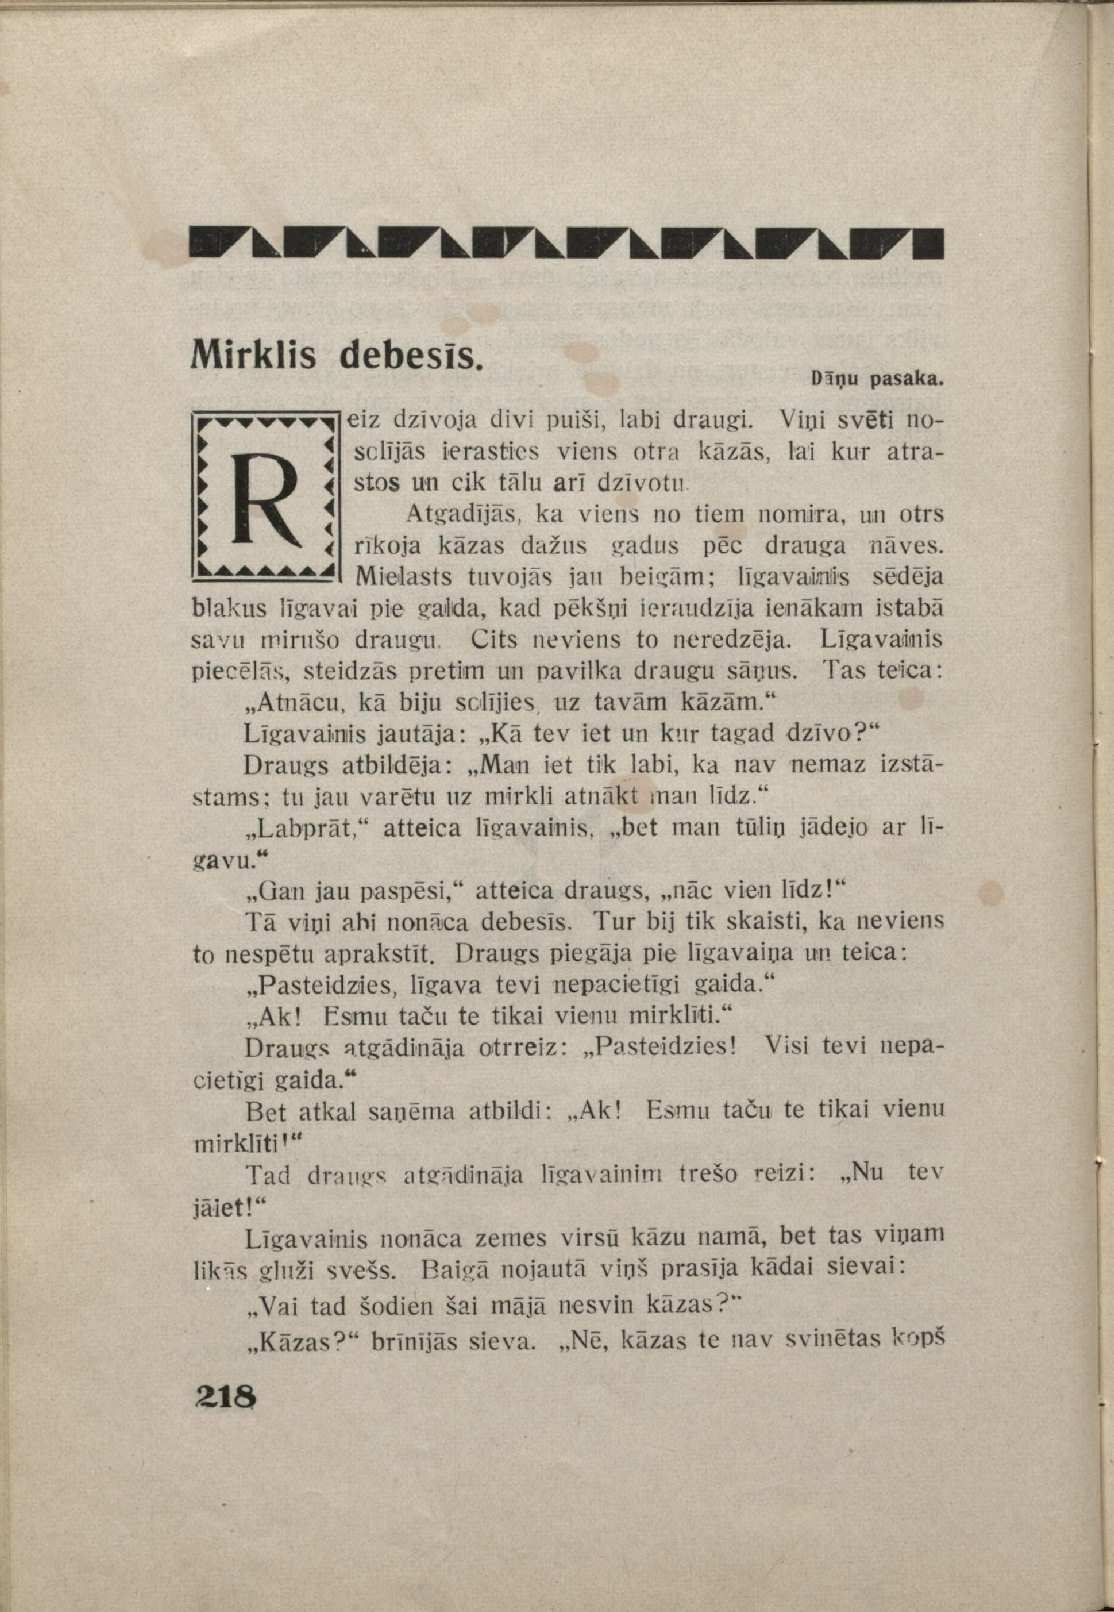 Mirklis debesīs.
Dāņu pasaka.
Reiz dzīvoja divi puiši, labi draugi. Viņi svēti no-
solījās ierasties viens otra kāzās, lai kur atra-
stos un cik tālu arī dzīvotu.
Atgadījās, ka viens no tiem nomira, un otrs
rīkoja kāzas dažus gadus pēc drauga nāves.
Mielasts tuvojās jau beigām; līgavainis sēdēja
blakus līgavai pie galda, kad pēkšņi ieraudzīja ienākam istabā
savu mirušo draugu. Cits neviens to neredzēja. Līgavainis
piecēlās, steidzās pretim un pavilka draugu sāņus. Tas teica:
„Atnācu, kā biju solījies, uz tavām kāzām.“
Līgavainis jautāja: „Kā tev iet un kur tagad dzīvo?“
Draugs atbildēja: „Man iet tik labi, ka nav nemaz izstā-
stams; tu jau varētu uz mirkli atnākt man līdz.“
„Labprāt,“ atteica līgavainis, „bet man tūliņ jādejo ar lī-
gavu.“
„Gan jau paspēsi,“ atteica draugs, „nāc vien līdz!“
Tā viņi abi nonāca debesīs. Tur bij tik skaisti, ka neviens
to nespētu aprakstīt. Draugs piegāja pie līgavaiņa un teica:
„Pasteidzies, līgava tevi nepacietīgi gaida.“
„Ak! Esmu taču te tikai vienu mirklīti.“
Draugs atgādināja otrreiz: „Pasteidzies! Visi tevi nepa-
cietīgi gaida.“
Bet atkal saņēma atbildi: „Ak! Esmu taču te tikai vienu
mirklīti!“
Tad draugs atgādināja līgavainim trešo reizi: „Nu tev
jāiet!“
Līgavainis nonāca zemes virsū kāzu namā, bet tas viņam
likās gluži svešs. Baigā nojautā viņš prasīja kādai sievai:
„Vai tad šodien šai mājā nesvin kāzas?“
„Kāzas?“ brīnījās sieva. „Nē, kāzas te nav svinētas kopš
218